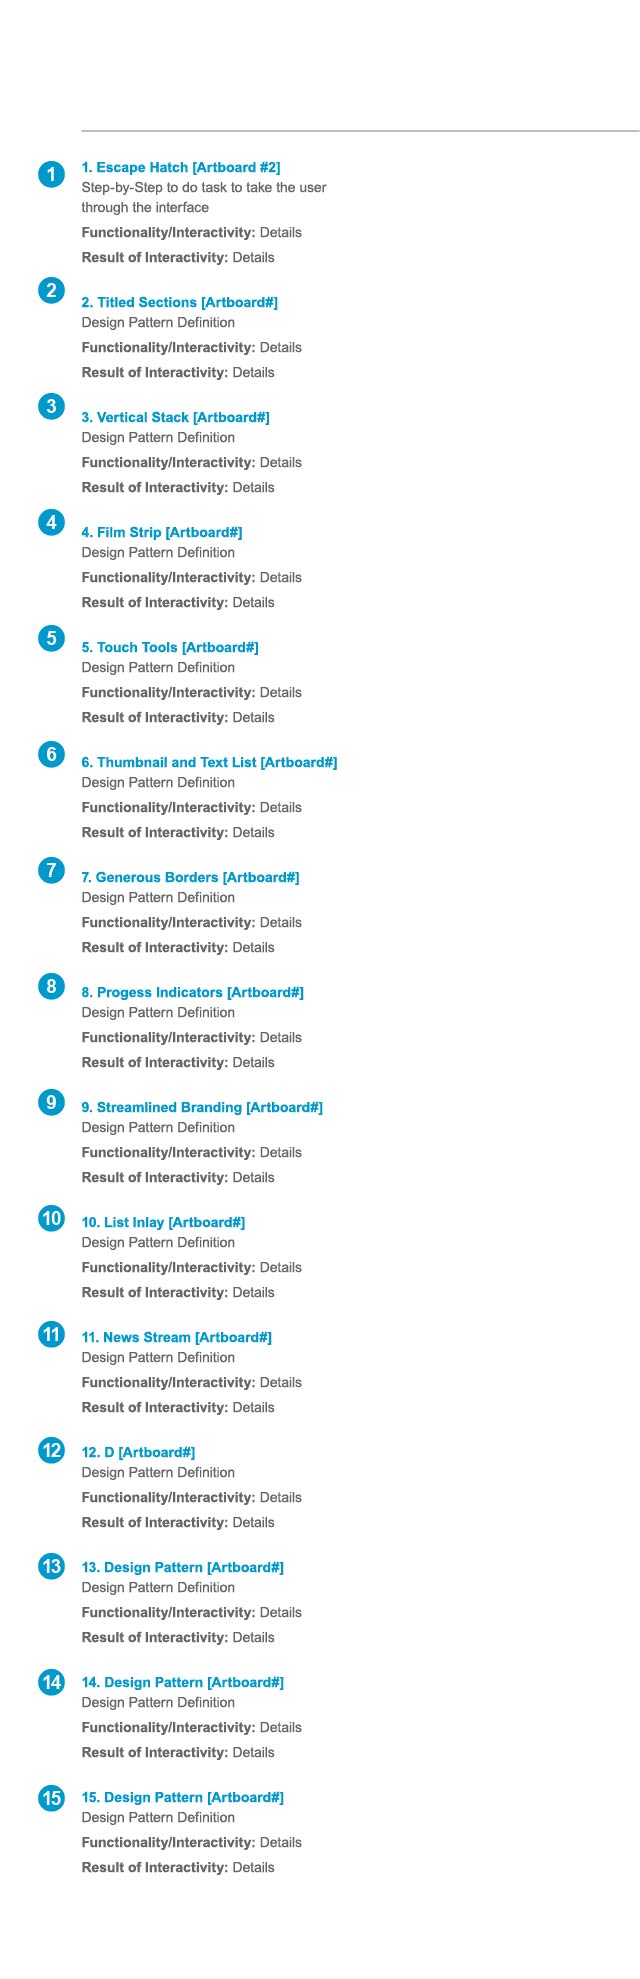 1
1. Escape Hatch [Artboard #2]
Step-by-Step to do task to take the user
through the interface
Functionality/Interactivity: Details
Result of Interactivity: Details
2
2. Titled Sections [Artboard#]
Design Pattern Definition
Functionality/Interactivity: Details
Result of Interactivity: Details
3
3. Vertical Stack [Artboard#]
Design Pattern Definition
Functionality/Interactivity: Details
Result of Interactivity: Details
4
4. Film Strip [Artboard#]
Design Pattern Definition
Functionality/Interactivity: Details
Result of Interactivity: Details
5
5. Touch Tools [Artboard#]
Design Pattern Definition
Functionality/Interactivity: Details
Result of Interactivity: Details
6
6. Thumbnail and Text List [Artboard#]
Design Pattern Definition
Functionality/Interactivity: Details
Result of Interactivity: Details
7
7. Generous Borders [Artboard#]
Design Pattern Definition
Functionality/Interactivity: Details
Result of Interactivity: Details
8
8. Progess Indicators [Artboard#]
Design Pattern Definition
Functionality/Interactivity: Details
Result of Interactivity: Details
9
9. Streamlined Branding [Artboard#]
Design Pattern Definition
Functionality/Interactivity: Details
Result of Interactivity: Details
10
10. List Inlay [Artboard#]
Design Pattern Definition
Functionality/Interactivity: Details
Result of Interactivity: Details
11
11. News Stream [Artboard#]
Design Pattern Definition
Functionality/Interactivity: Details
Result of Interactivity: Details
12
12. D [Artboard#]
Design Pattern Definition
Functionality/Interactivity: Details
Result of Interactivity: Details
13
13. Design Pattern [Artboard#]
Design Pattern Definition
Functionality/Interactivity: Details
Result of Interactivity: Details
14
14. Design Pattern [Artboard#]
Design Pattern Definition
Functionality/Interactivity: Details
Result of Interactivity: Details
15
15. Design Pattern [Artboard#]
Design Pattern Definition
Functionality/Interactivity: Details
Result of Interactivity: Details